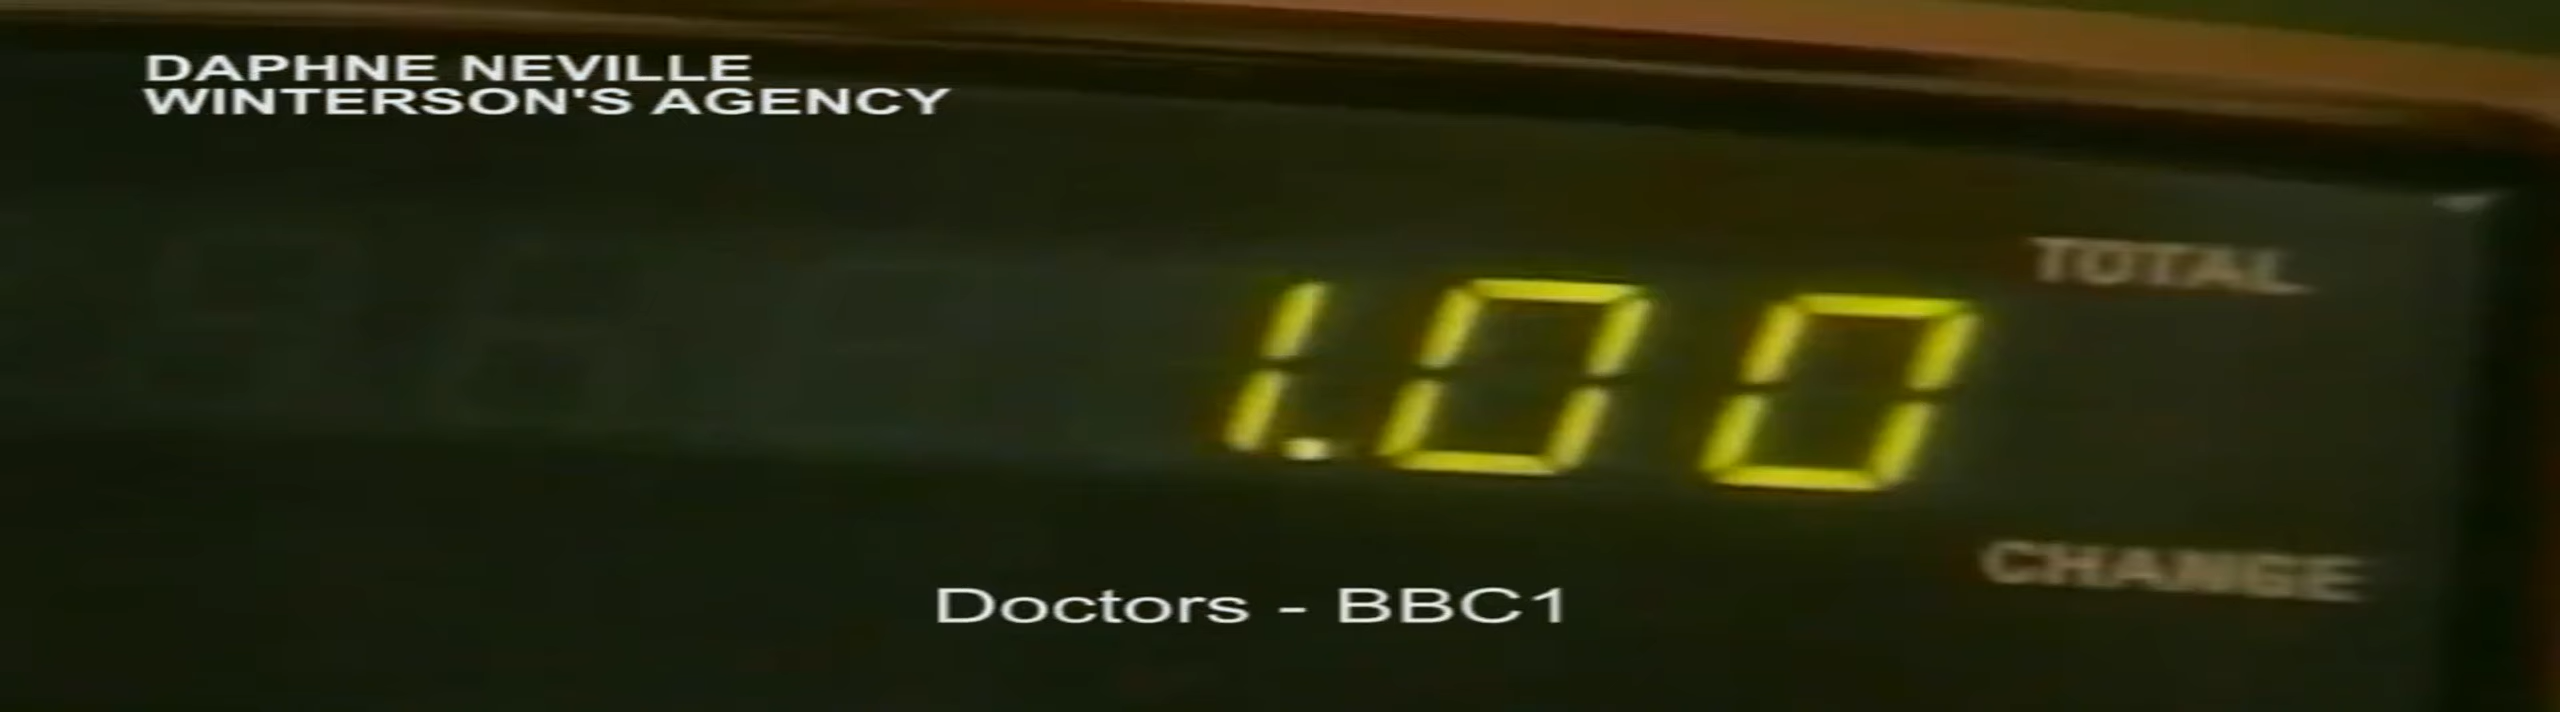 DAPHNE NEVILLE
WINTERSON'S AGENCY
TOTAL
1.00
CHANGE
Doctors - BBC1